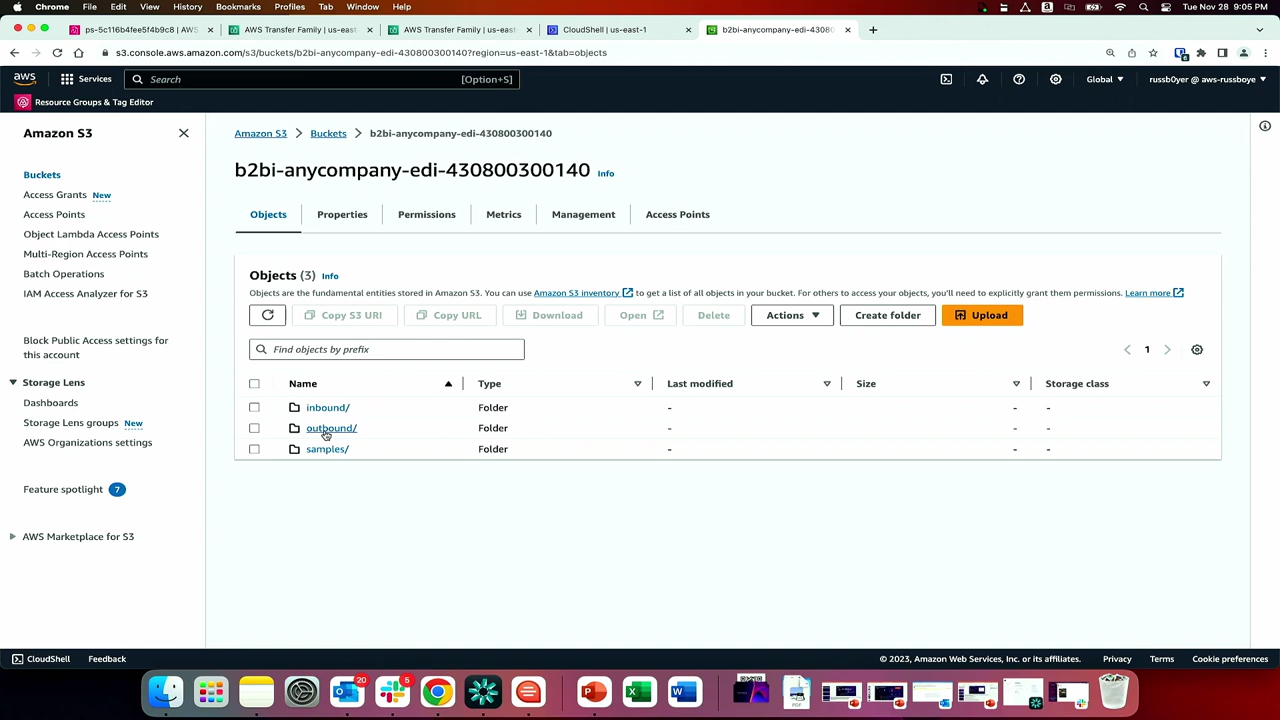 Chrome File Edit View History Bookmarks Profiles Tab Window Help Tue Nov 28 9:05 PM
ps-5c116b4fee5f4b9c8 | AWS AWS Transfer Family | us-east AWS Transfer Family | us-east CloudShell | us-east-1 b2bi-anycompany-edi-43080030
s3.console.aws.amazon.com/s3/buckets/b2bi-anycompany-edi-430800300140?region=us-east-1&tab=objects
aws Services Search [Option+S] Global russb0yer @ aws-russboye
Resource Groups & Tag Editor
Amazon S3
Buckets
Access Grants New
Access Points
Object Lambda Access Points
Multi-Region Access Points
Batch Operations
IAM Access Analyzer for S3
Block Public Access settings for
this account
Storage Lens
Dashboards
Storage Lens groups New
AWS Organizations settings
Feature spotlight 7
AWS Marketplace for S3
Amazon S3 Buckets b2bi-anycompany-edi-430800300140
b2bi-anycompany-edi-430800300140 Info
Objects Properties Permissions Metrics Management Access Points
Objects (3) Info
Objects are the fundamental entities stored in Amazon S3. You can use Amazon S3 inventory to get a list of all objects in your bucket. For others to access your objects, you'll need to explicitly grant them permissions. Learn more
Copy S3 URI Copy URL Download Open Delete Actions Create folder Upload
Find objects by prefix 1
Name Type Last modified Size Storage class
inbound/ Folder - - -
outbound/ Folder - - -
samples/ Folder - - -
CloudShell Feedback © 2023, Amazon Web Services, Inc. or its affiliates. Privacy Terms Cookie preferences
20 5